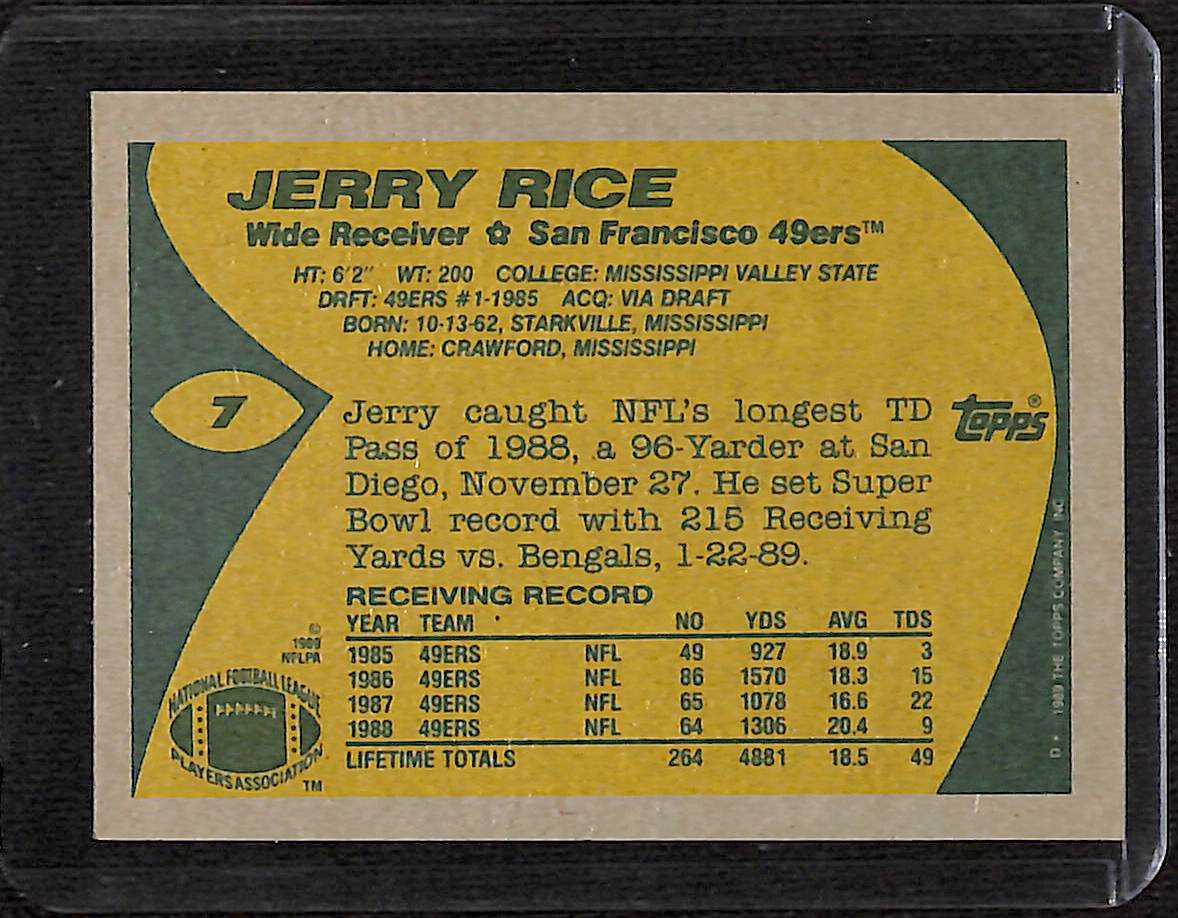 JERRY RICE
Wide Receiver ✩ San Francisco 49ers™
HT: 6'2" WT: 200 COLLEGE: MISSISSIPPI VALLEY STATE
DRFT: 49ERS #1-1985 ACQ: VIA DRAFT
BORN: 10-13-62, STARKVILLE, MISSISSIPPI
HOME: CRAWFORD, MISSISSIPPI
7
topps®
Jerry caught NFL's longest TD
Pass of 1988, a 96-Yarder at San
Diego, November 27. He set Super
Bowl record with 215 Receiving
Yards vs. Bengals, 1-22-89.
RECEIVING RECORD
YEAR TEAM NO YDS AVG TDS
1985 49ERS NFL 49 927 18.9 3
1986 49ERS NFL 86 1570 18.3 15
1987 49ERS NFL 65 1078 16.6 22
1988 49ERS NFL 64 1306 20.4 9
LIFETIME TOTALS 264 4881 18.5 49
©
1989
NFLPA
NATIONAL FOOTBALL LEAGUE
PLAYERS ASSOCIATION
TM
D * 1989 THE TOPPS COMPANY INC.